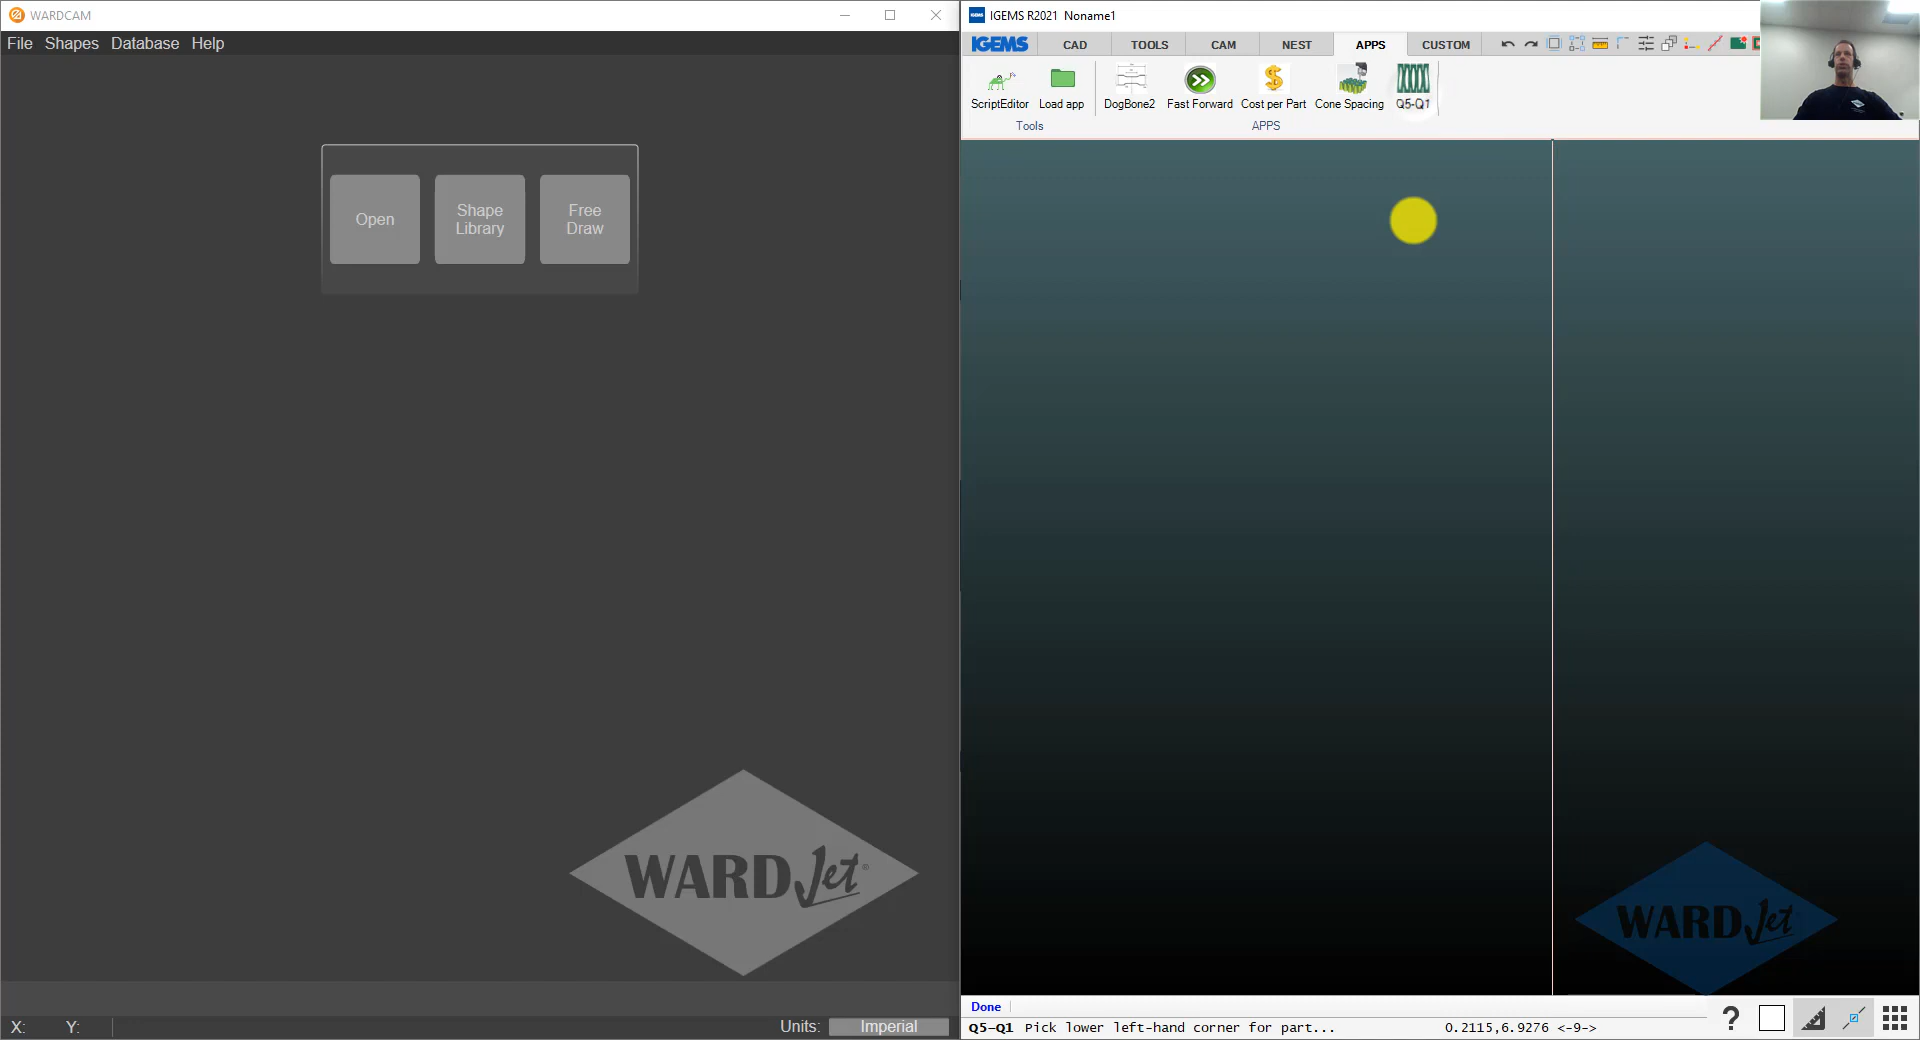 WARDCAM
File Shapes Database Help
Open
Shape
Library
Free
Draw
WARDJet®
X: Y: Units: Imperial
IGEMS R2021 Noname1
IGEMS CAD TOOLS CAM NEST APPS CUSTOM
ScriptEditor Load app DogBone2 Fast Forward Cost per Part Cone Spacing Q5-Q1
Tools APPS
WARDJet
Done
Q5-Q1 Pick lower left-hand corner for part... 0.2115,6.9276 <-9->
?